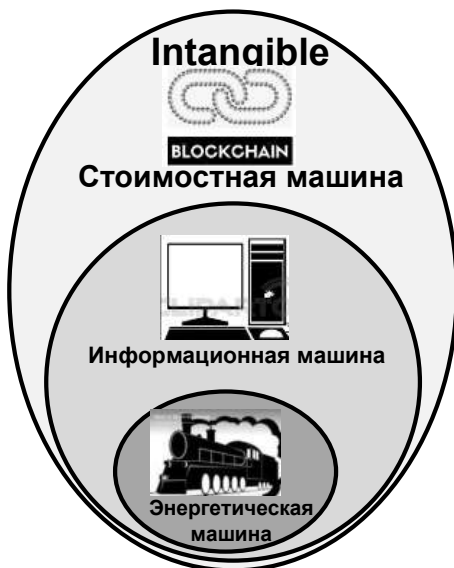 Intangible
BLOCKCHAIN
Стоимостная машина
Информационная машина
Энергетическая
машина